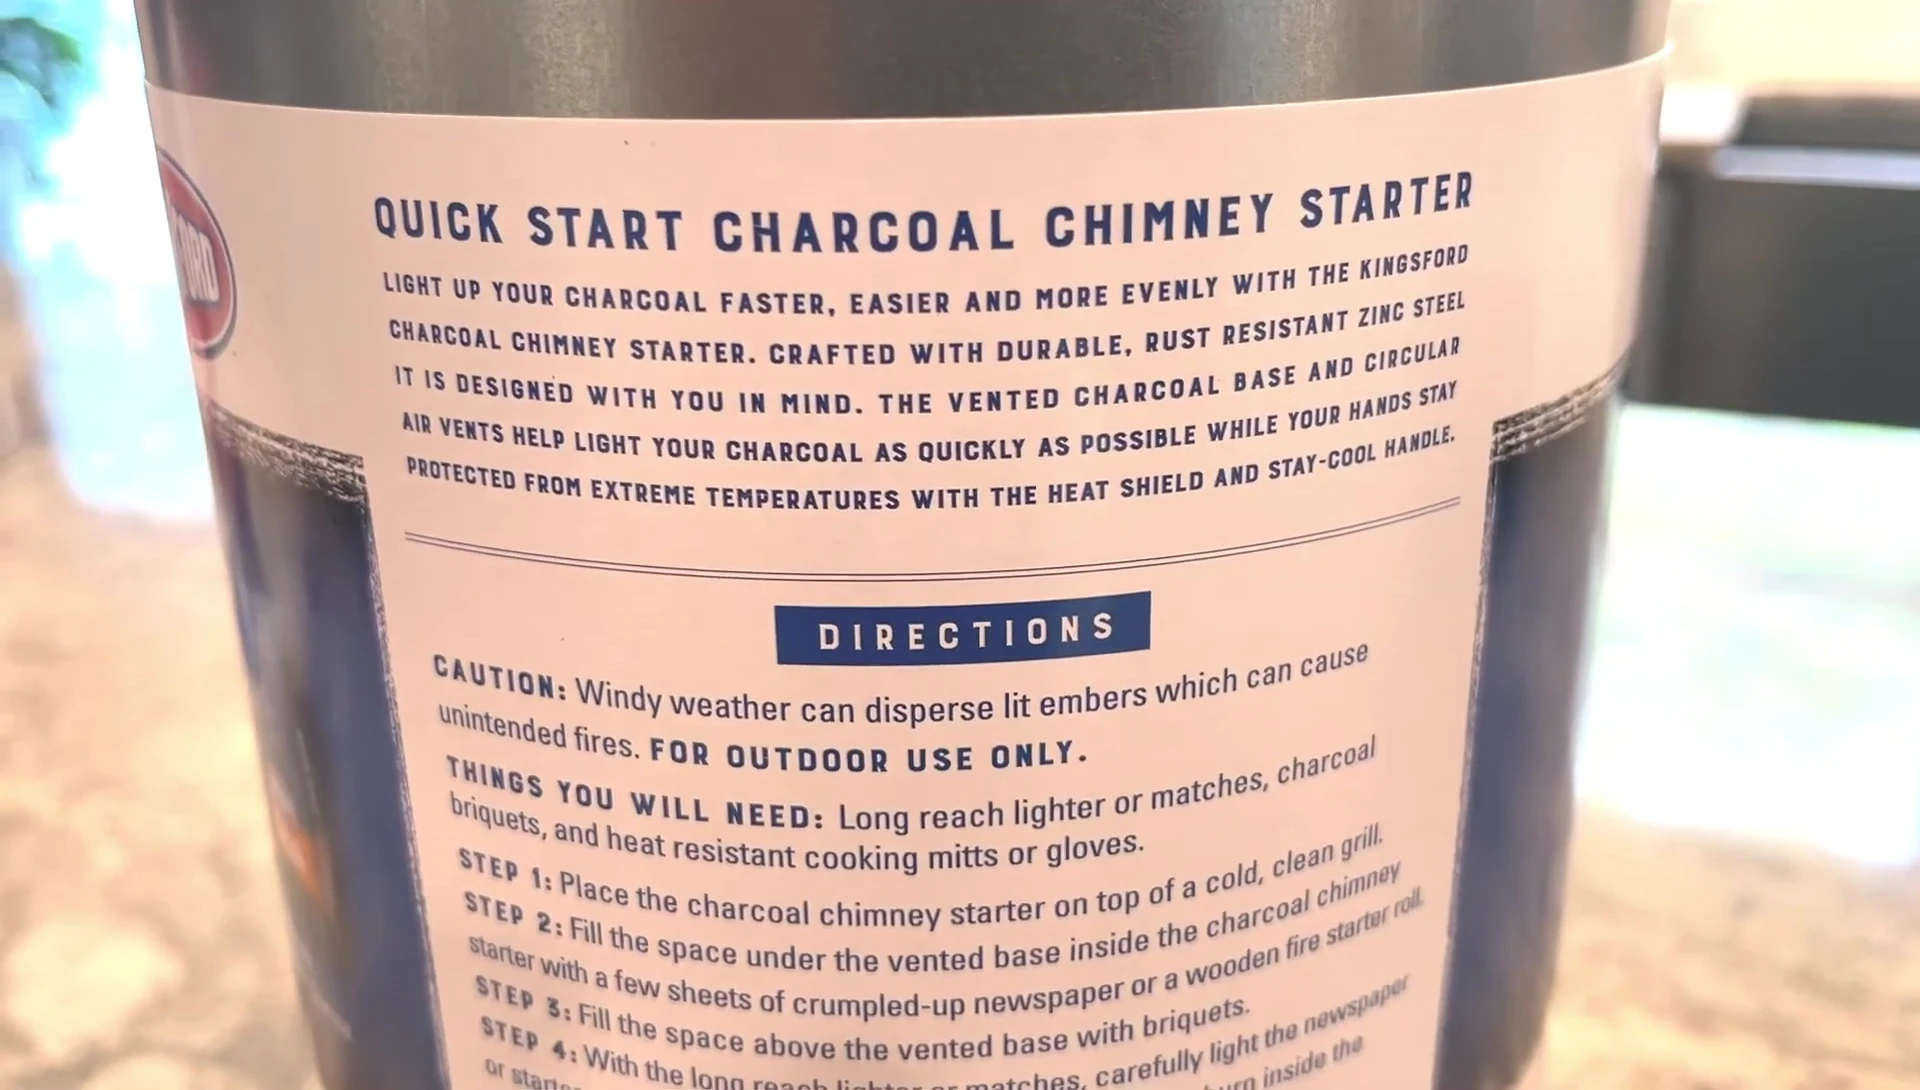 QUICK START CHARCOAL CHIMNEY STARTER
LIGHT UP YOUR CHARCOAL FASTER, EASIER AND MORE EVENLY WITH THE KINGSFORD
CHARCOAL CHIMNEY STARTER. CRAFTED WITH DURABLE, RUST RESISTANT ZINC STEEL
IT IS DESIGNED WITH YOU IN MIND. THE VENTED CHARCOAL BASE AND CIRCULAR
AIR VENTS HELP LIGHT YOUR CHARCOAL AS QUICKLY AS POSSIBLE WHILE YOUR HANDS STAY
PROTECTED FROM EXTREME TEMPERATURES WITH THE HEAT SHIELD AND STAY-COOL HANDLE.
DIRECTIONS
CAUTION: Windy weather can disperse lit embers which can cause
unintended fires. FOR OUTDOOR USE ONLY.
THINGS YOU WILL NEED: Long reach lighter or matches, charcoal
briquets, and heat resistant cooking mitts or gloves.
STEP 1: Place the charcoal chimney starter on top of a cold, clean grill.
STEP 2: Fill the space under the vented base inside the charcoal chimney
starter with a few sheets of crumpled-up newspaper or a wooden fire starter roll.
STEP 3: Fill the space above the vented base with briquets.
STEP 4: With the long reach lighter or matches, carefully light the newspaper
or inside the